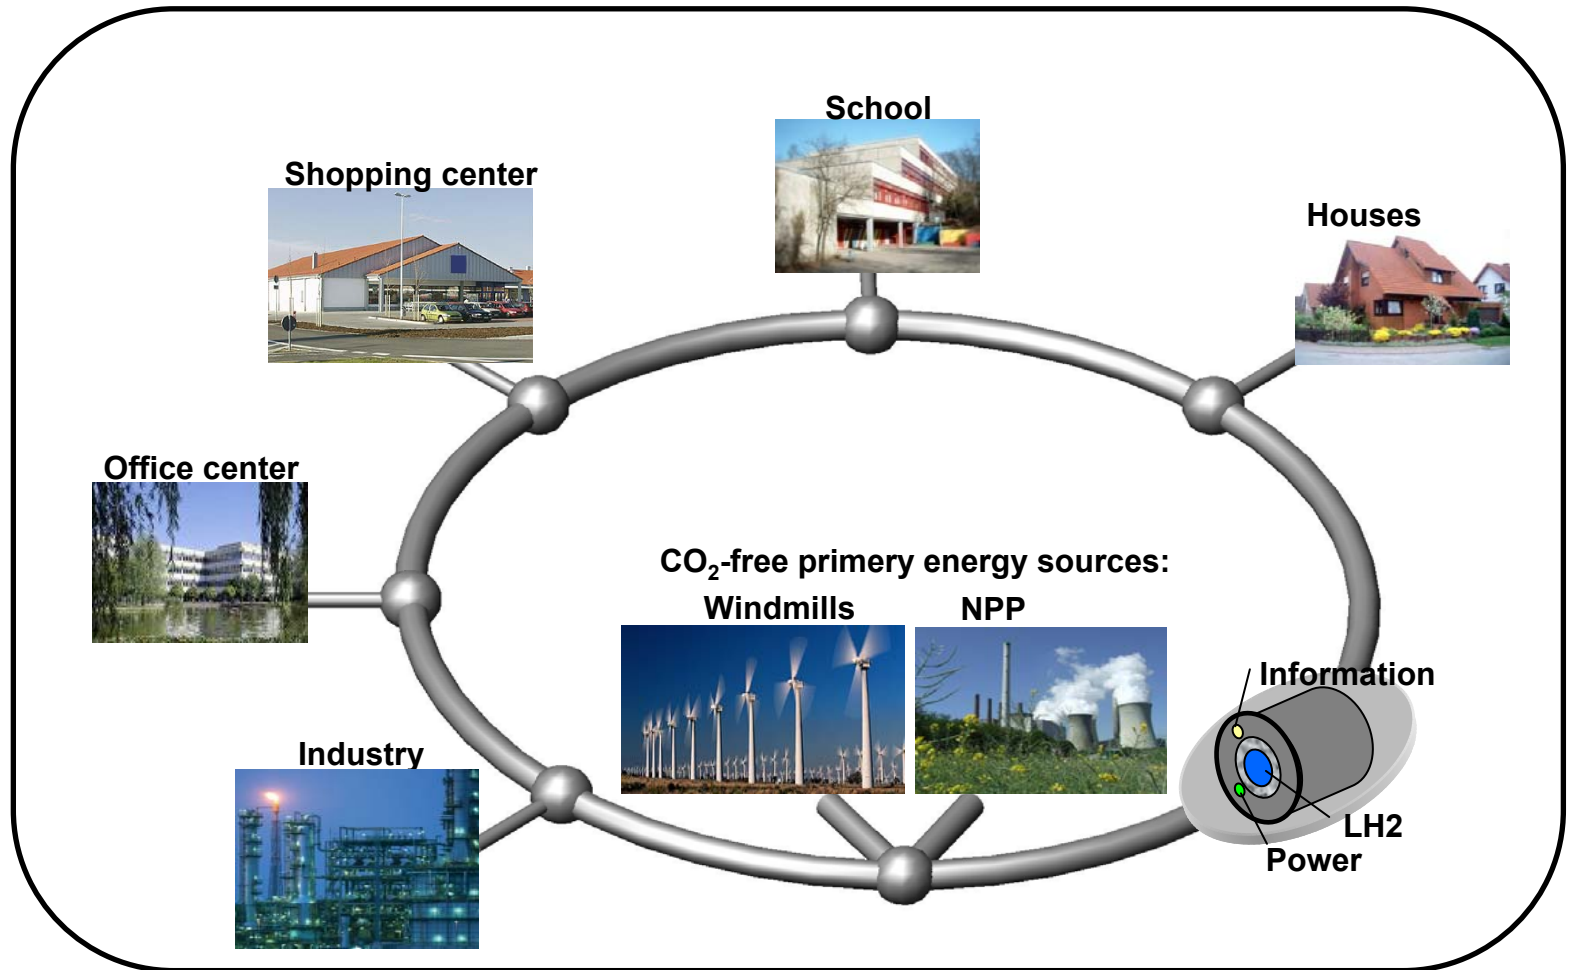 School
Shopping center
Houses
Office center
CO₂-free primery energy sources:
Windmills NPP
Information
Industry
LH2
Power